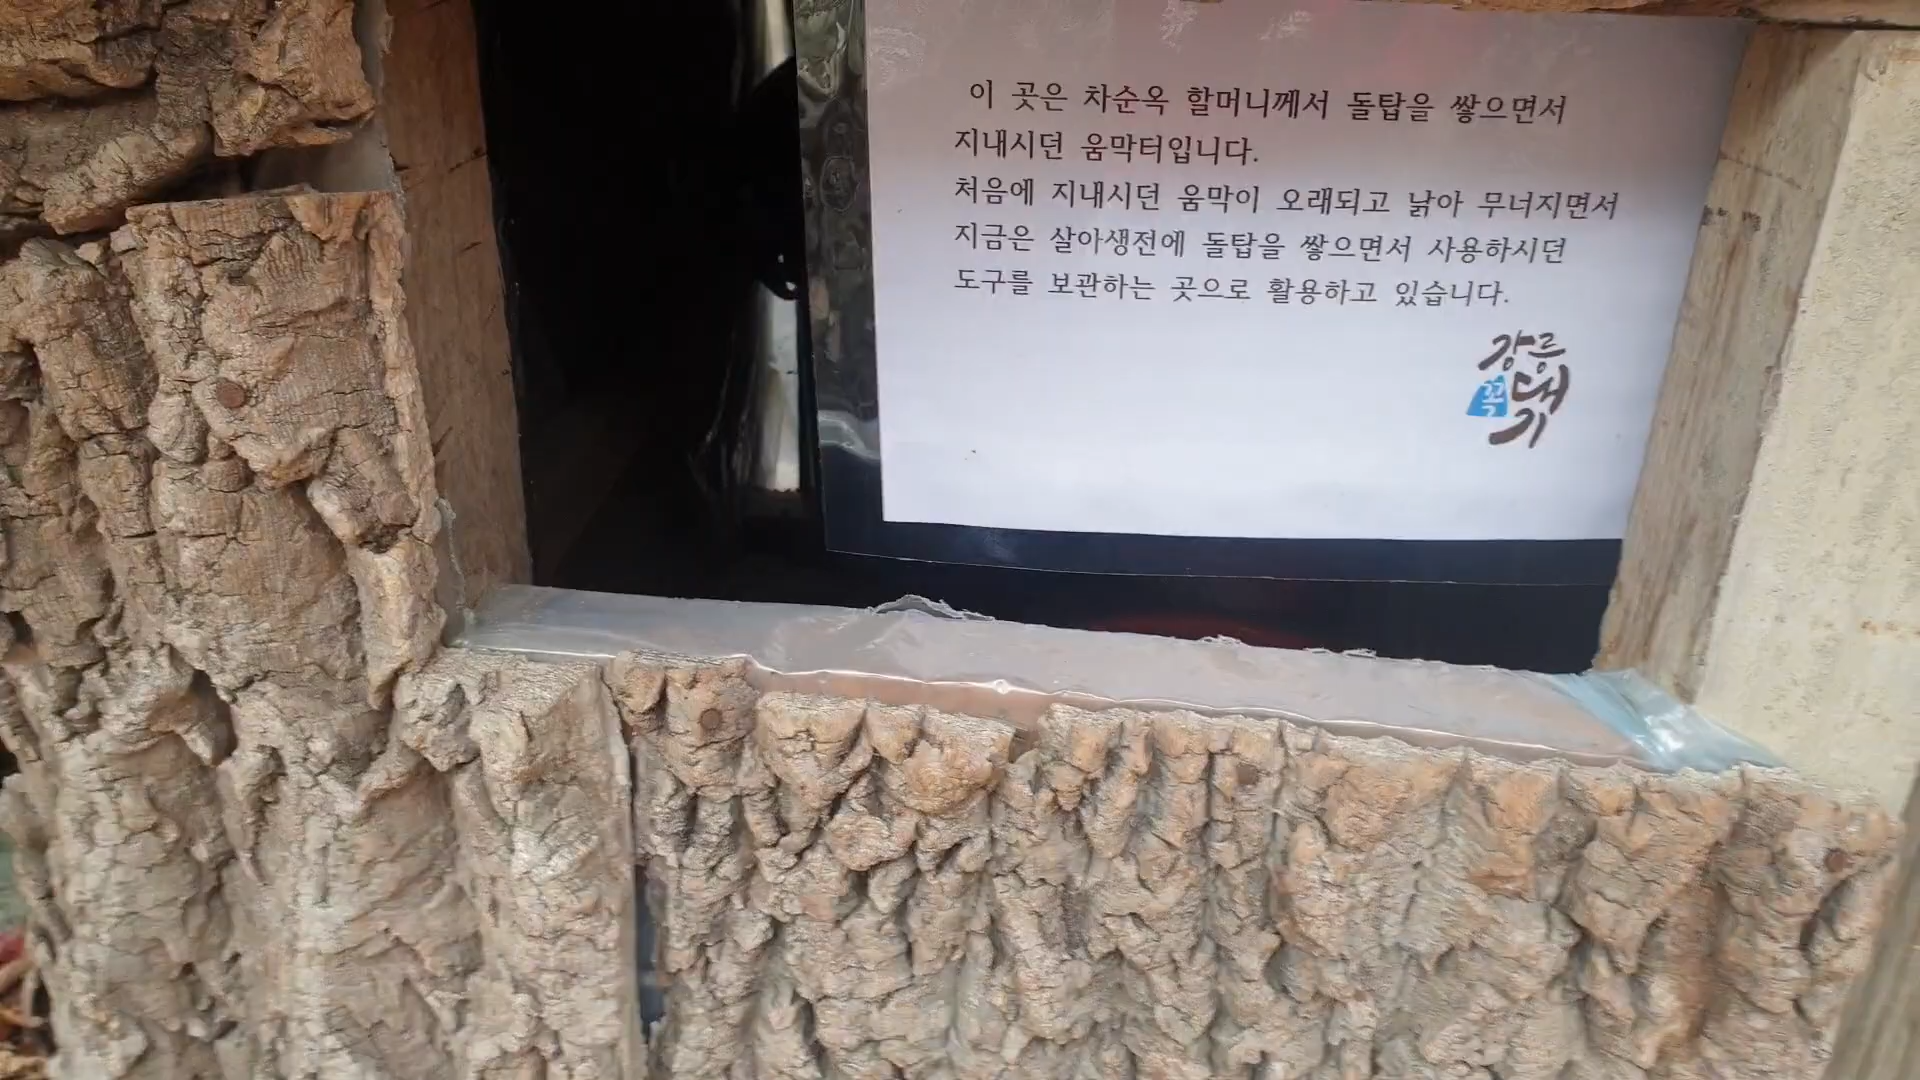 이 곳은 차순옥 할머니께서 돌탑을 쌓으면서
지내시던 움막터입니다.
처음에 지내시던 움막이 오래되고 낡아 무너지면서
지금은 살아생전에 돌탑을 쌓으면서 사용하시던
도구를 보관하는 곳으로 활용하고 있습니다.
강릉
꼭대
기